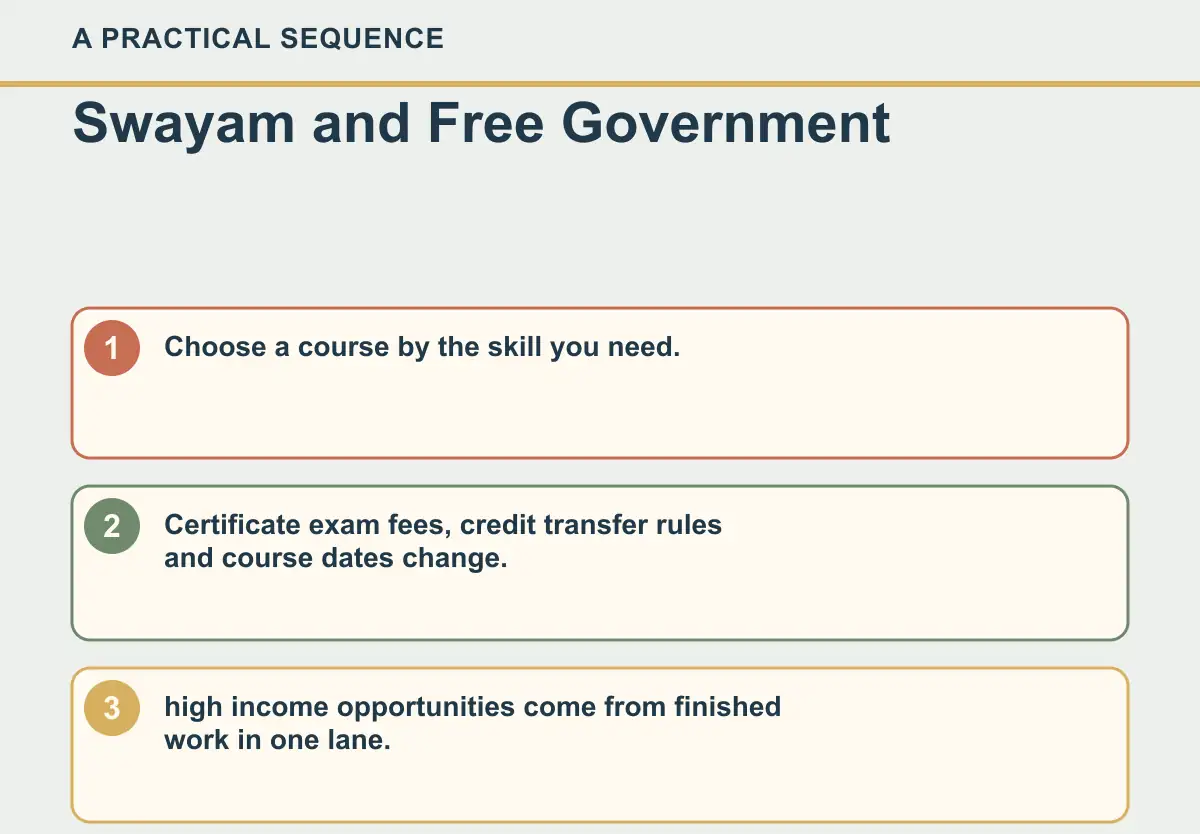 A PRACTICAL SEQUENCE
Swayam and Free Government
1
Choose a course by the skill you need.
2
Certificate exam fees, credit transfer rules
and course dates change.
3
high income opportunities come from finished
work in one lane.